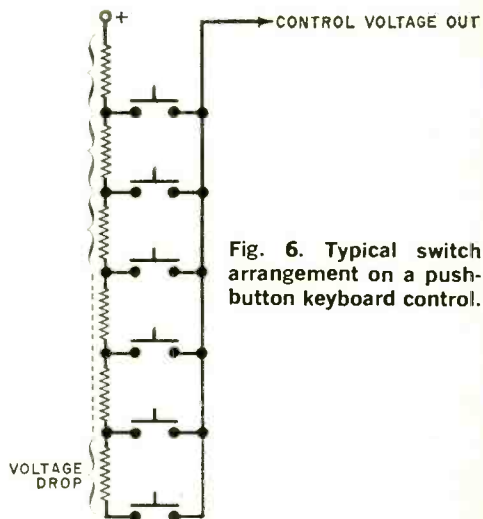 +
CONTROL VOLTAGE OUT
Fig. 6. Typical switch
arrangement on a push-
button keyboard control.
VOLTAGE
DROP